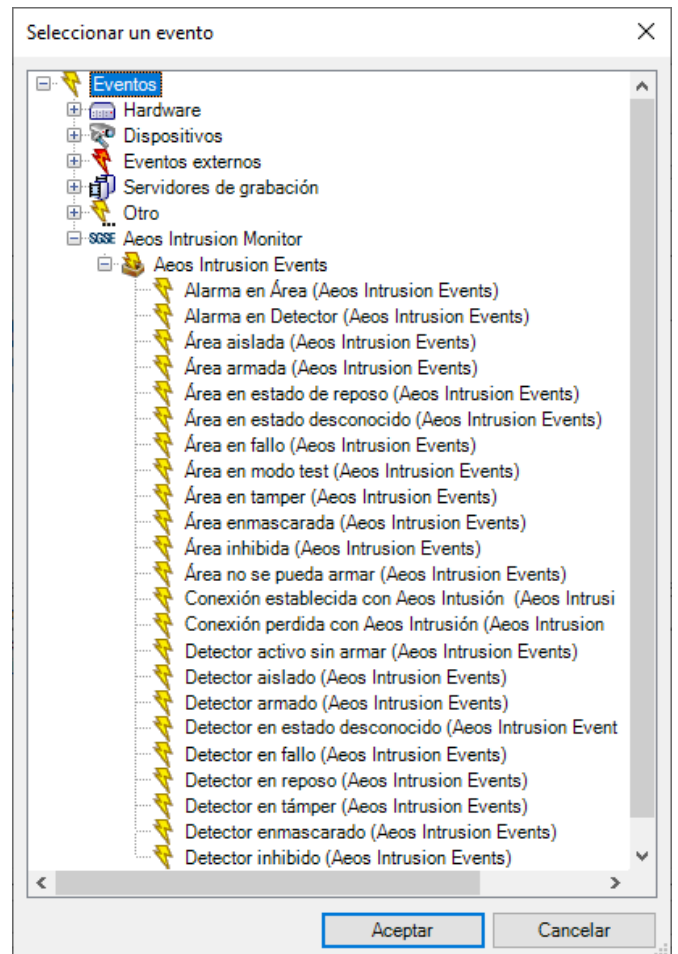 Seleccionar un evento
Eventos
Hardware
Dispositivos
Eventos externos
Servidores de grabación
Otro
SGSE Aeos Intrusion Monitor
Aeos Intrusion Events
Alarma en Área (Aeos Intrusion Events)
Alarma en Detector (Aeos Intrusion Events)
Área aislada (Aeos Intrusion Events)
Área armada (Aeos Intrusion Events)
Área en estado de reposo (Aeos Intrusion Events)
Área en estado desconocido (Aeos Intrusion Events)
Área en fallo (Aeos Intrusion Events)
Área en modo test (Aeos Intrusion Events)
Área en tamper (Aeos Intrusion Events)
Área enmascarada (Aeos Intrusion Events)
Área inhibida (Aeos Intrusion Events)
Área no se pueda armar (Aeos Intrusion Events)
Conexión establecida con Aeos Intusión (Aeos Intrusi
Conexión perdida con Aeos Intrusión (Aeos Intrusion
Detector activo sin armar (Aeos Intrusion Events)
Detector aislado (Aeos Intrusion Events)
Detector armado (Aeos Intrusion Events)
Detector en estado desconocido (Aeos Intrusion Event
Detector en fallo (Aeos Intrusion Events)
Detector en reposo (Aeos Intrusion Events)
Detector en támper (Aeos Intrusion Events)
Detector enmascarado (Aeos Intrusion Events)
Detector inhibido (Aeos Intrusion Events)
Aceptar
Cancelar